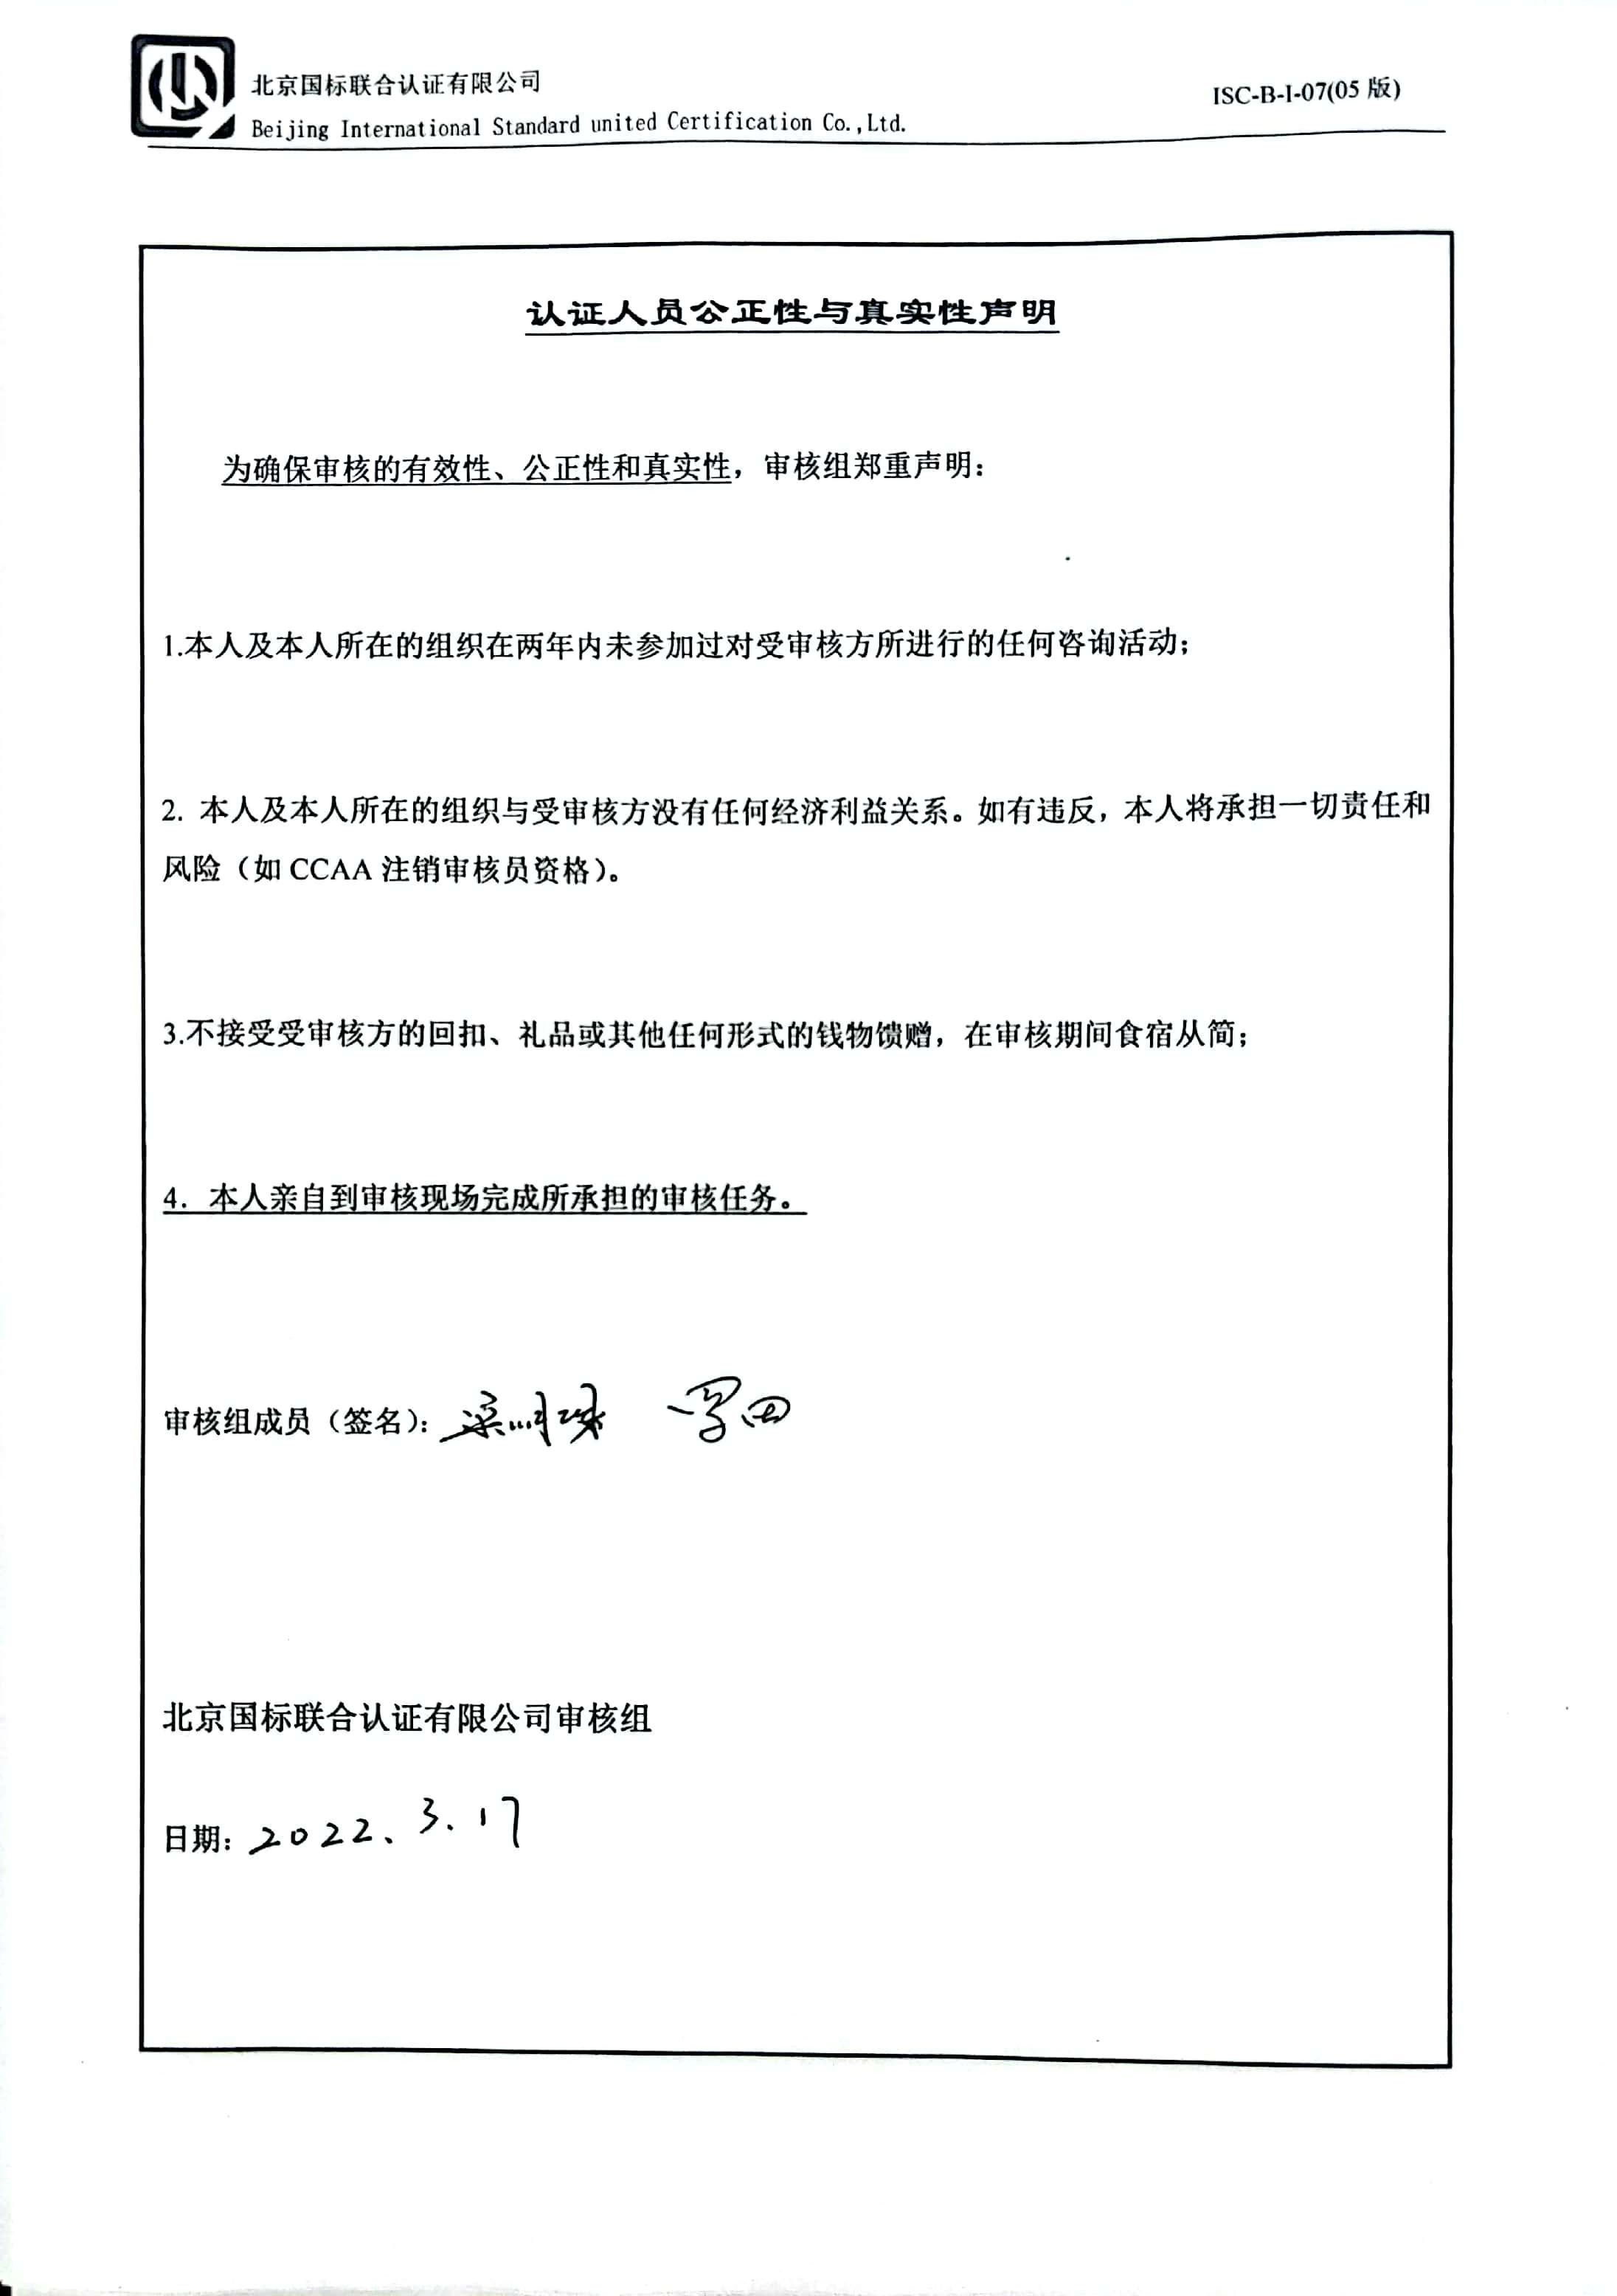 北京国标联合认证有限公司
ISC-B-I-07(05 版)
Beijing International Standard united Certification Co.,Ltd.
认证人员公正性与真实性声明
为确保审核的有效性、公正性和真实性，审核组郑重声明：
1.本人及本人所在的组织在两年内未参加过对受审核方所进行的任何咨询活动；
2. 本人及本人所在的组织与受审核方没有任何经济利益关系。如有违反，本人将承担一切责任和
风险（如 CCAA 注销审核员资格）。
3.不接受受审核方的回扣、礼品或其他任何形式的钱物馈赠，在审核期间食宿从简；
4. 本人亲自到审核现场完成所承担的审核任务。
审核组成员（签名）：
北京国标联合认证有限公司审核组
日期：2022、3.17